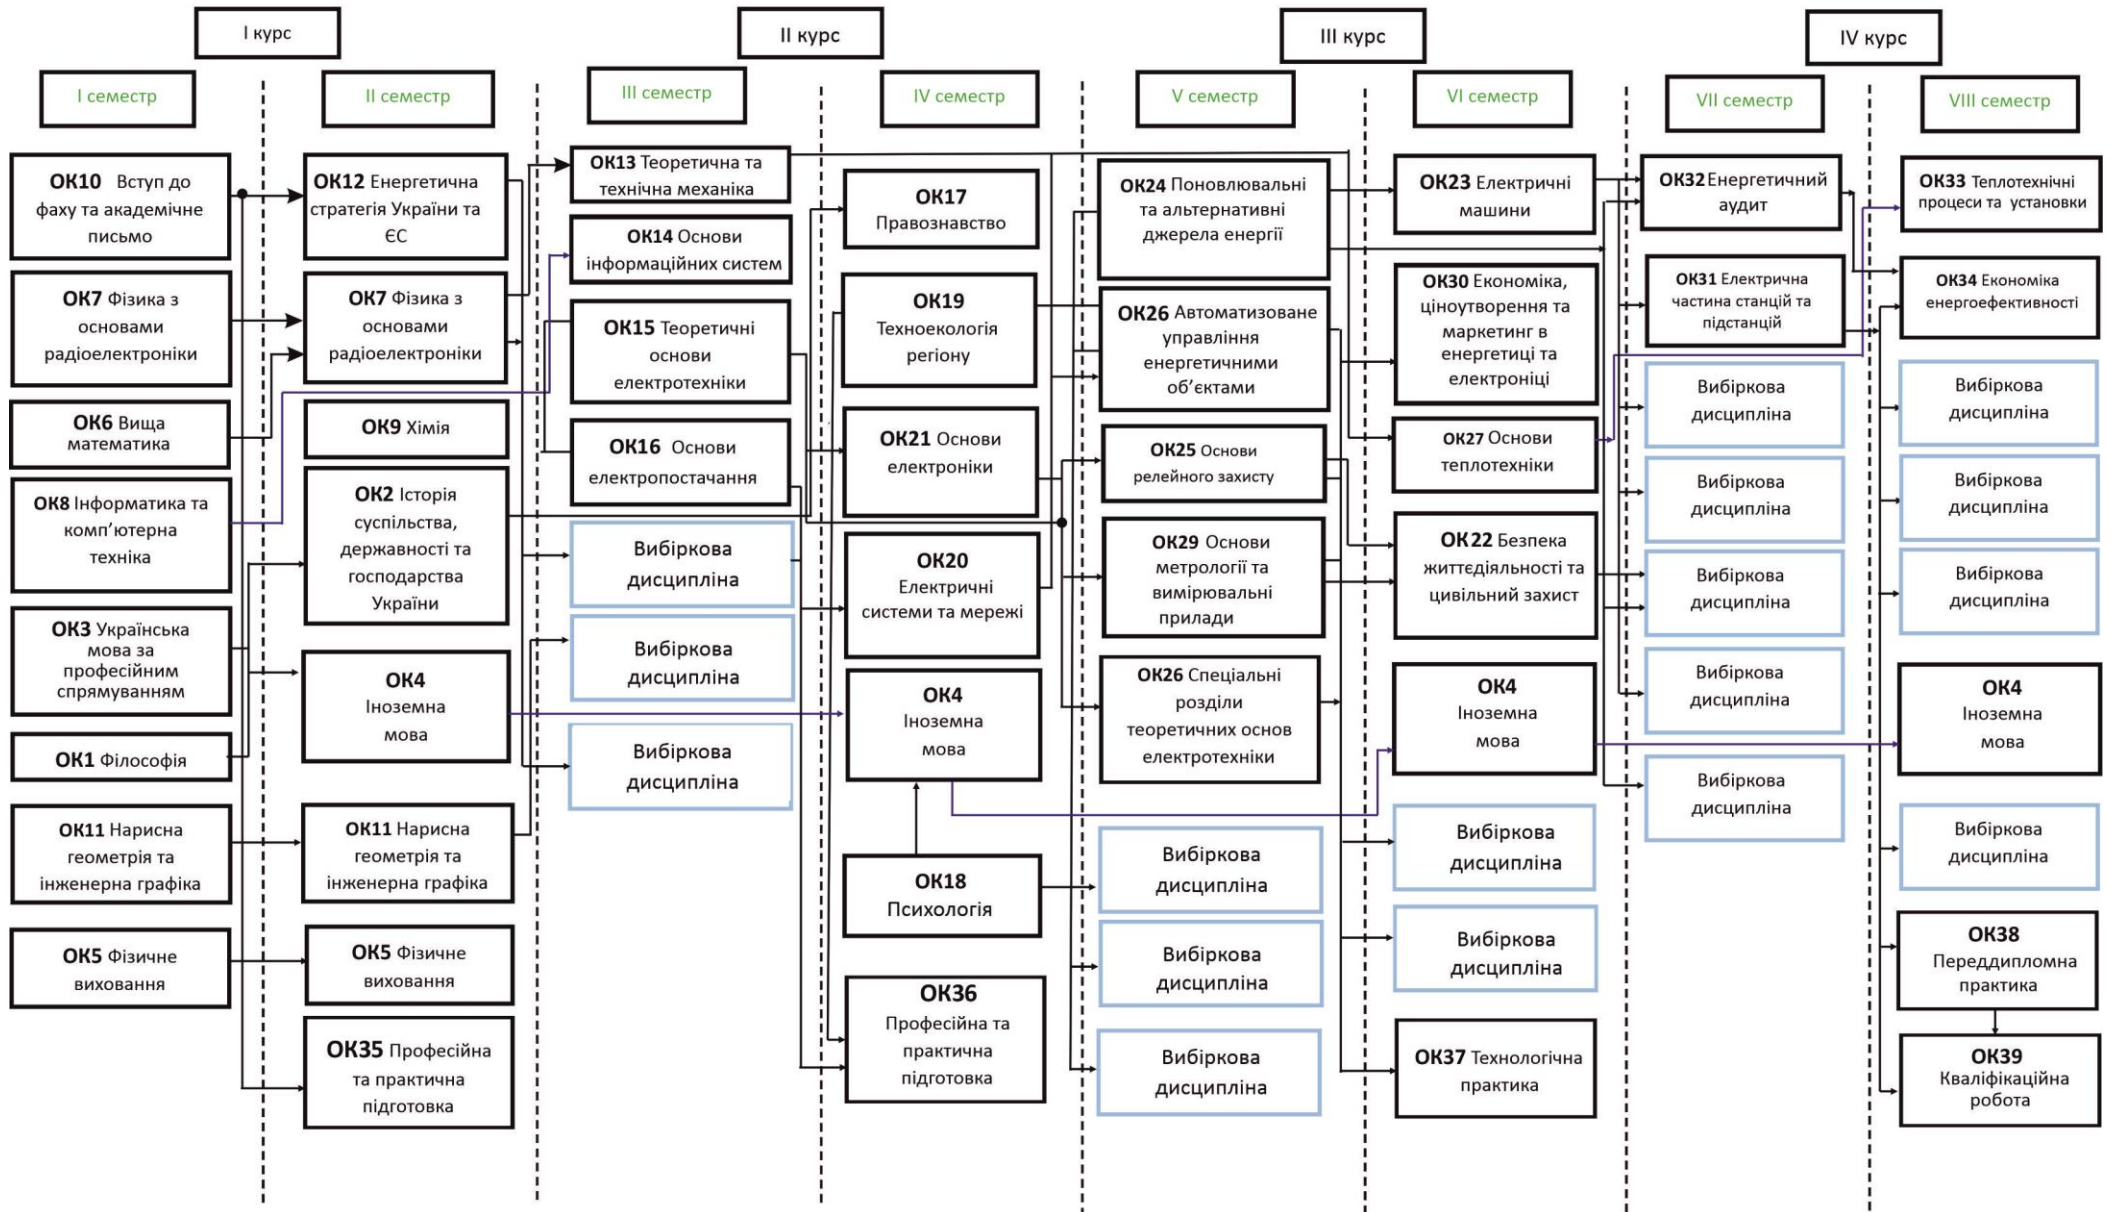 I курс
II курс
III курс
IV курс
I семестр
II семестр
III семестр
IV семестр
V семестр
VI семестр
VII семестр
VIII семестр
ОК10 Вступ до
фаху та академічне
письмо
ОК7 Фізика з
основами
радіоелектроніки
ОК6 Вища
математика
ОК8 Інформатика та
комп’ютерна
техніка
ОК3 Українська
мова за
професійним
спрямуванням
ОК1 Філософія
ОК11 Нарисна
геометрія та
інженерна графіка
ОК5 Фізичне
виховання
ОК12 Енергетична
стратегія України та
ЄС
ОК7 Фізика з
основами
радіоелектроніки
ОК9 Хімія
ОК2 Історія
суспільства,
державності та
господарства
України
ОК4
Іноземна
мова
ОК11 Нарисна
геометрія та
інженерна графіка
ОК5 Фізичне
виховання
ОК35 Професійна
та практична
підготовка
ОК13 Теоретична та
технічна механіка
ОК14 Основи
інформаційних систем
ОК15 Теоретичні
основи
електротехніки
ОК16 Основи
електропостачання
Вибіркова
дисципліна
Вибіркова
дисципліна
Вибіркова
дисципліна
ОК17
Правознавство
ОК19
Техноекологія
регіону
ОК21 Основи
електроніки
ОК20
Електричні
системи та мережі
ОК4
Іноземна
мова
ОК18
Психологія
ОК36
Професійна та
практична
підготовка
ОК24 Поновлювальні
та альтернативні
джерела енергії
ОК26 Автоматизоване
управління
енергетичними
об’єктами
ОК25 Основи
релейного захисту
ОК29 Основи
метрології та
вимірювальні
прилади
ОК26 Спеціальні
розділи
теоретичних основ
електротехніки
Вибіркова
дисципліна
Вибіркова
дисципліна
Вибіркова
дисципліна
ОК23 Електричні
машини
ОК30 Економіка,
ціноутворення та
маркетинг в
енергетиці та
електроніці
ОК27 Основи
теплотехніки
ОК22 Безпека
життєдіяльності та
цивільний захист
ОК4
Іноземна
мова
Вибіркова
дисципліна
Вибіркова
дисципліна
ОК37 Технологічна
практика
ОК32 Енергетичний
аудит
ОК31 Електрична
частина станцій та
підстанцій
Вибіркова
дисципліна
Вибіркова
дисципліна
Вибіркова
дисципліна
Вибіркова
дисципліна
Вибіркова
дисципліна
ОК33 Теплотехнічні
процеси та установки
ОК34 Економіка
енергоефективності
Вибіркова
дисципліна
Вибіркова
дисципліна
Вибіркова
дисципліна
ОК4
Іноземна
мова
Вибіркова
дисципліна
ОК38
Переддипломна
практика
ОК39
Кваліфікаційна
робота